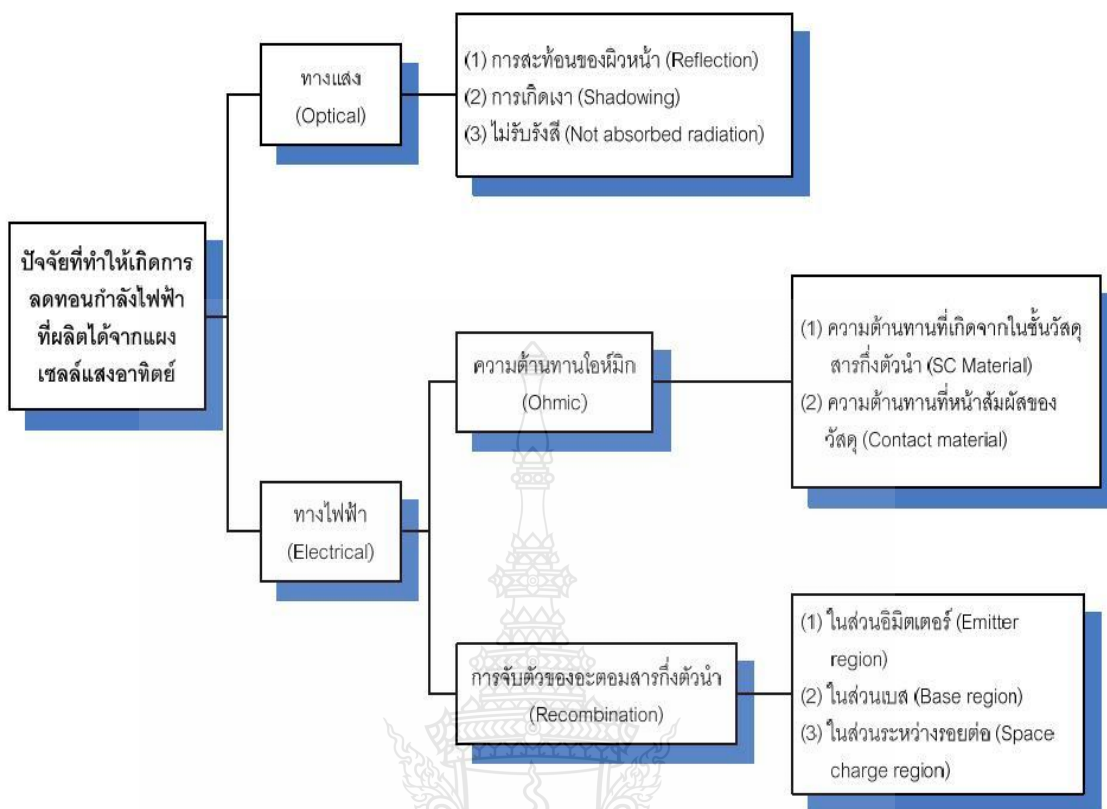 ทางแสง
(Optical)
(1) การสะท้อนของผิวหน้า (Reflection)
(2) การเกิดเงา (Shadowing)
(3) ไม่รับรังสี (Not absorbed radiation)
ปัจจัยที่ทำให้เกิดการ
ลดทอนกำลังไฟฟ้า
ที่ผลิตได้จากแผง
เซลล์แสงอาทิตย์
ความต้านทานโอห์มิก
(Ohmic)
(1) ความต้านทานที่เกิดจากในชั้นวัสดุ
สารกึ่งตัวนำ (SC Material)
(2) ความต้านทานที่หน้าสัมผัสของ
วัสดุ (Contact material)
ทางไฟฟ้า
(Electrical)
การจับตัวของอะตอมสารกึ่งตัวนำ
(Recombination)
(1) ในส่วนอิมิตเตอร์ (Emitter
region)
(2) ในส่วนเบส (Base region)
(3) ในส่วนระหว่างรอยต่อ (Space
charge region)